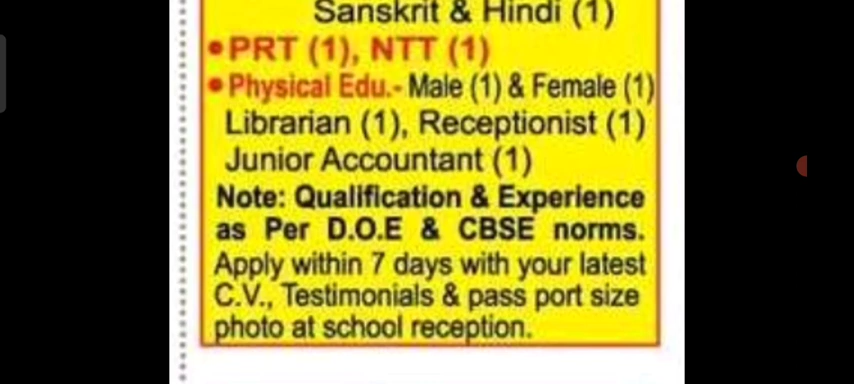 Sanskrit & Hindi (1)
• PRT (1), NTT (1)
• Physical Edu.- Male (1) & Female (1)
Librarian (1), Receptionist (1)
Junior Accountant (1)
Note: Qualification & Experience
as Per D.O.E & CBSE norms.
Apply within 7 days with your latest
C.V., Testimonials & pass port size
photo at school reception.